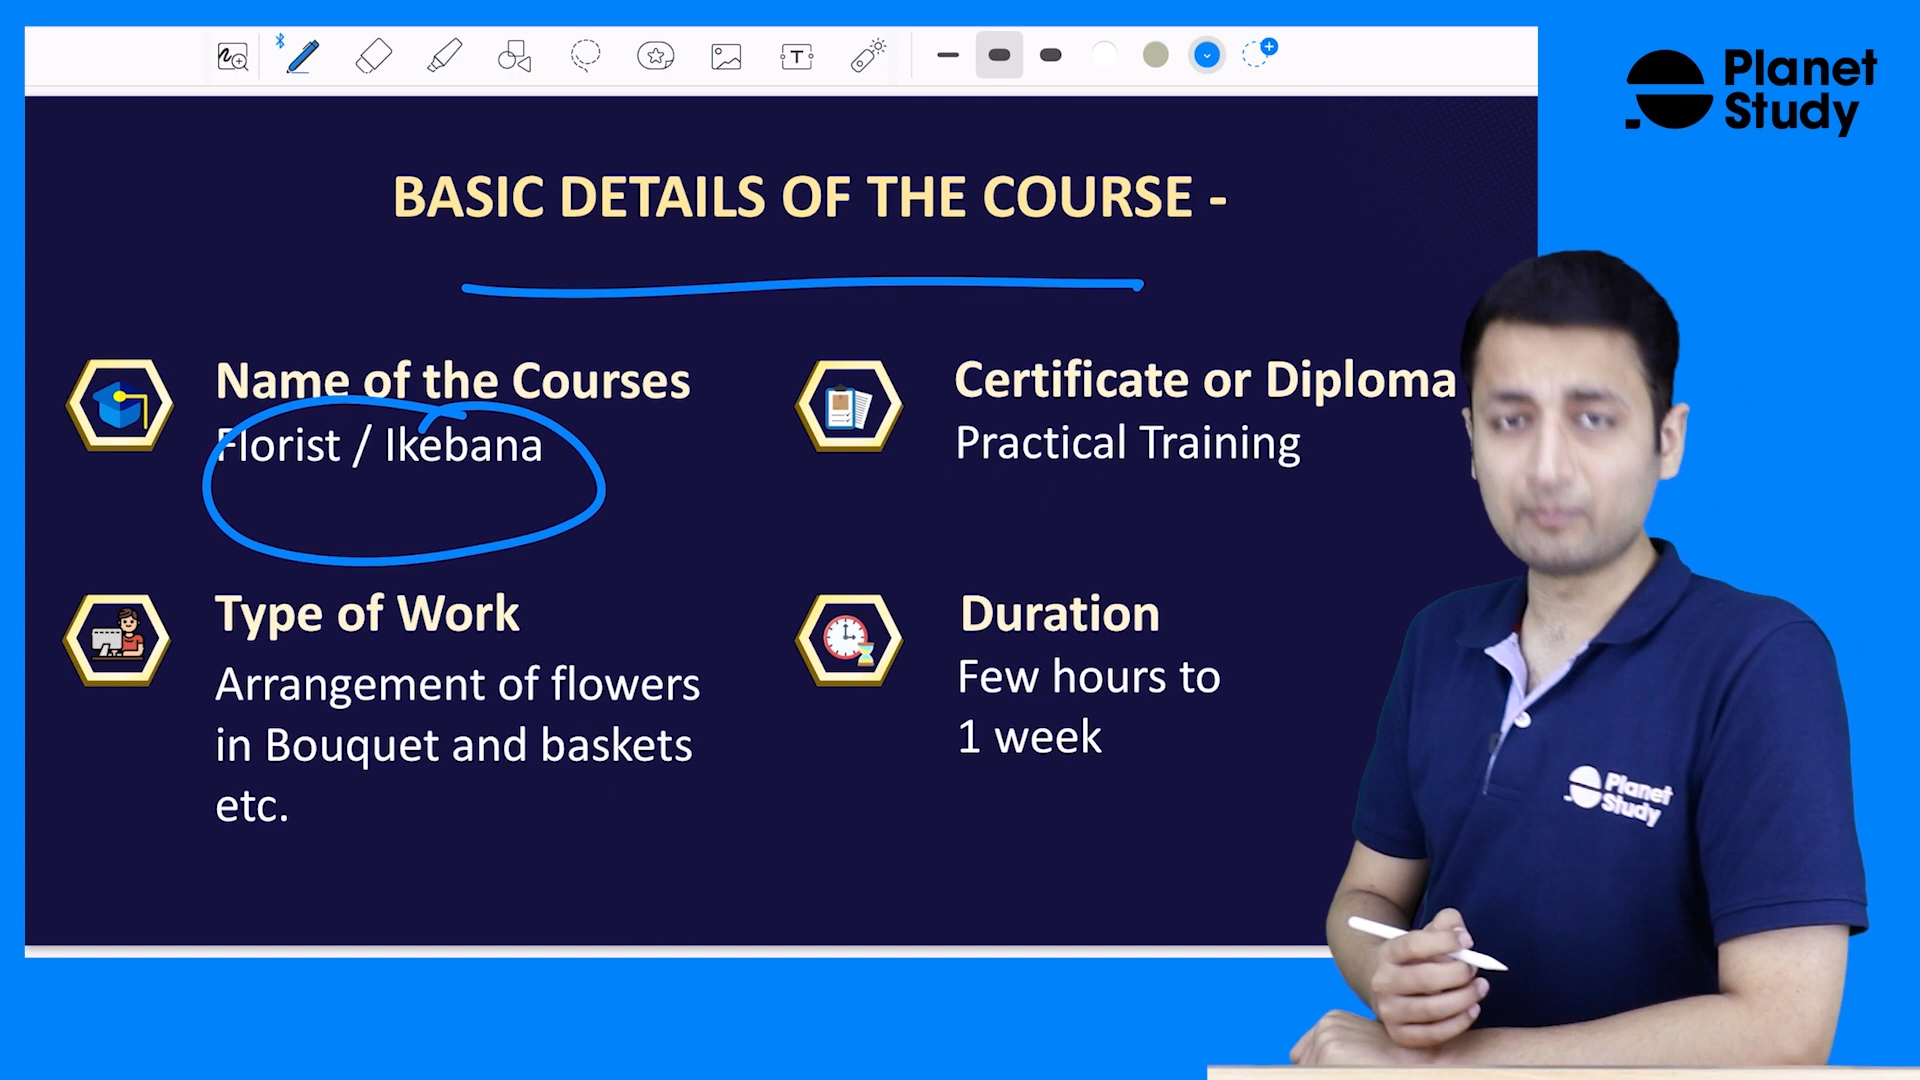 Planet
Study
BASIC DETAILS OF THE COURSE -
Name of the Courses
Florist / Ikebana
Certificate or Diploma
Practical Training
Type of Work
Arrangement of flowers
in Bouquet and baskets
etc.
Duration
Few hours to
1 week
Planet
Study